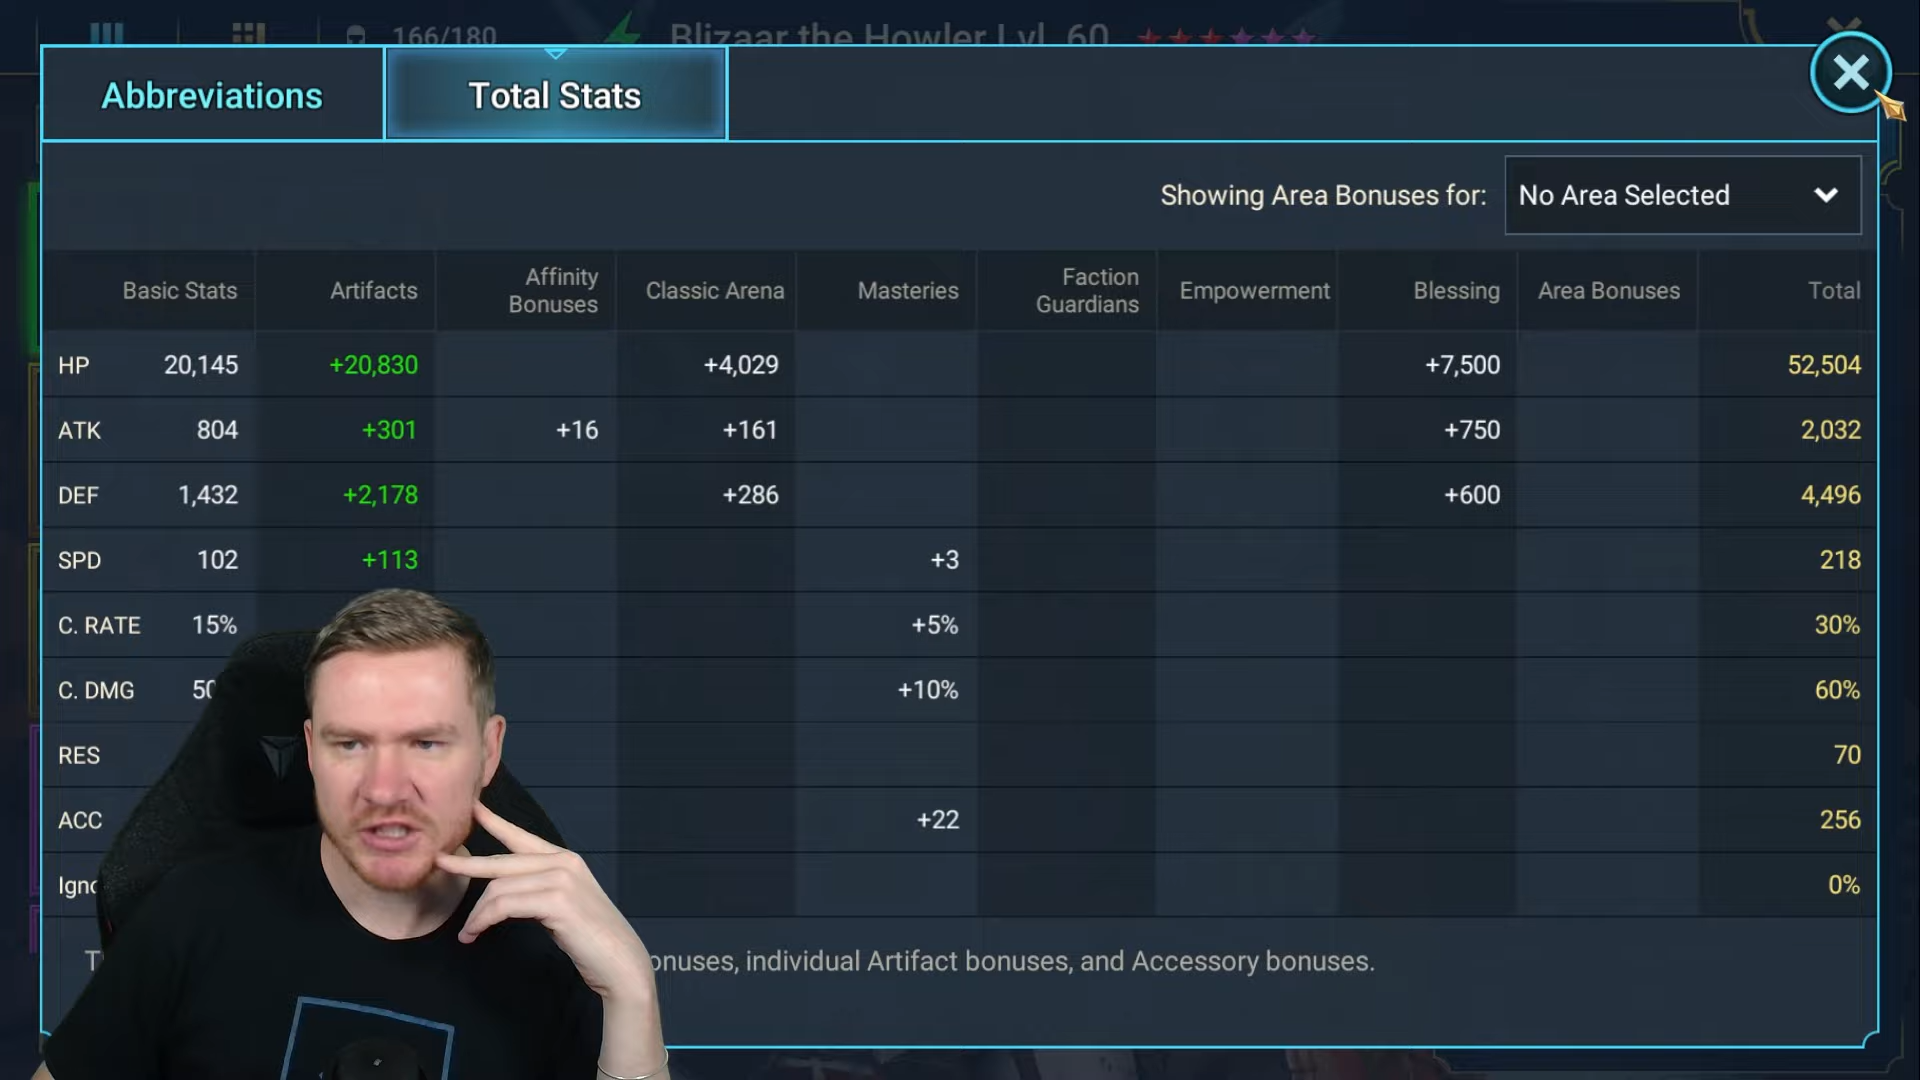 166/180
Blizaar the Howler Lvl. 60
Abbreviations
Total Stats
Showing Area Bonuses for:
No Area Selected
Basic Stats
Artifacts
Affinity
Bonuses
Classic Arena
Masteries
Faction
Guardians
Empowerment
Blessing
Area Bonuses
Total
HP 20,145 +20,830 +4,029 +7,500 52,504
ATK 804 +301 +16 +161 +750 2,032
DEF 1,432 +2,178 +286 +600 4,496
SPD 102 +113 +3 218
C. RATE 15% +5% 30%
C. DMG +10% 60%
RES 70
ACC +22 256
0%
individual Artifact bonuses, and Accessory bonuses.